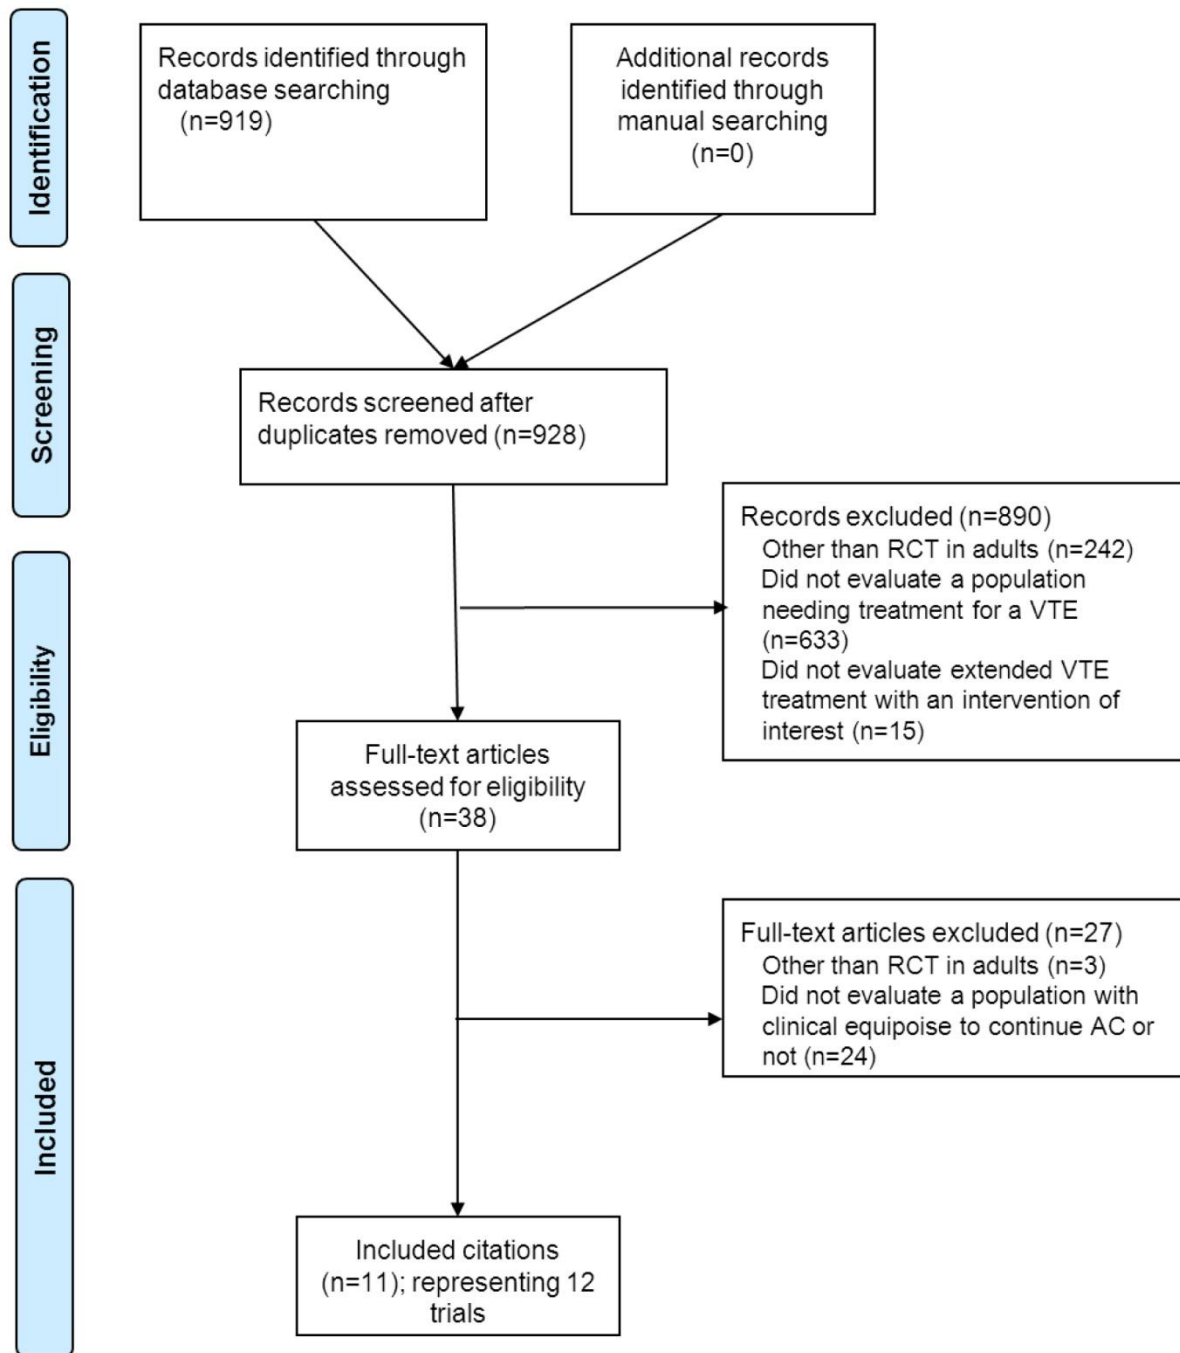 Identification
Records identified through
database searching
(n=919)
Additional records
identified through
manual searching
(n=0)
Screening
Records screened after
duplicates removed (n=928)
Records excluded (n=890)
Other than RCT in adults (n=242)
Did not evaluate a population
needing treatment for a VTE
(n=633)
Did not evaluate extended VTE
treatment with an intervention of
interest (n=15)
Eligibility
Full-text articles
assessed for eligibility
(n=38)
Full-text articles excluded (n=27)
Other than RCT in adults (n=3)
Did not evaluate a population with
clinical equipoise to continue AC or
not (n=24)
Included
Included citations
(n=11); representing 12
trials